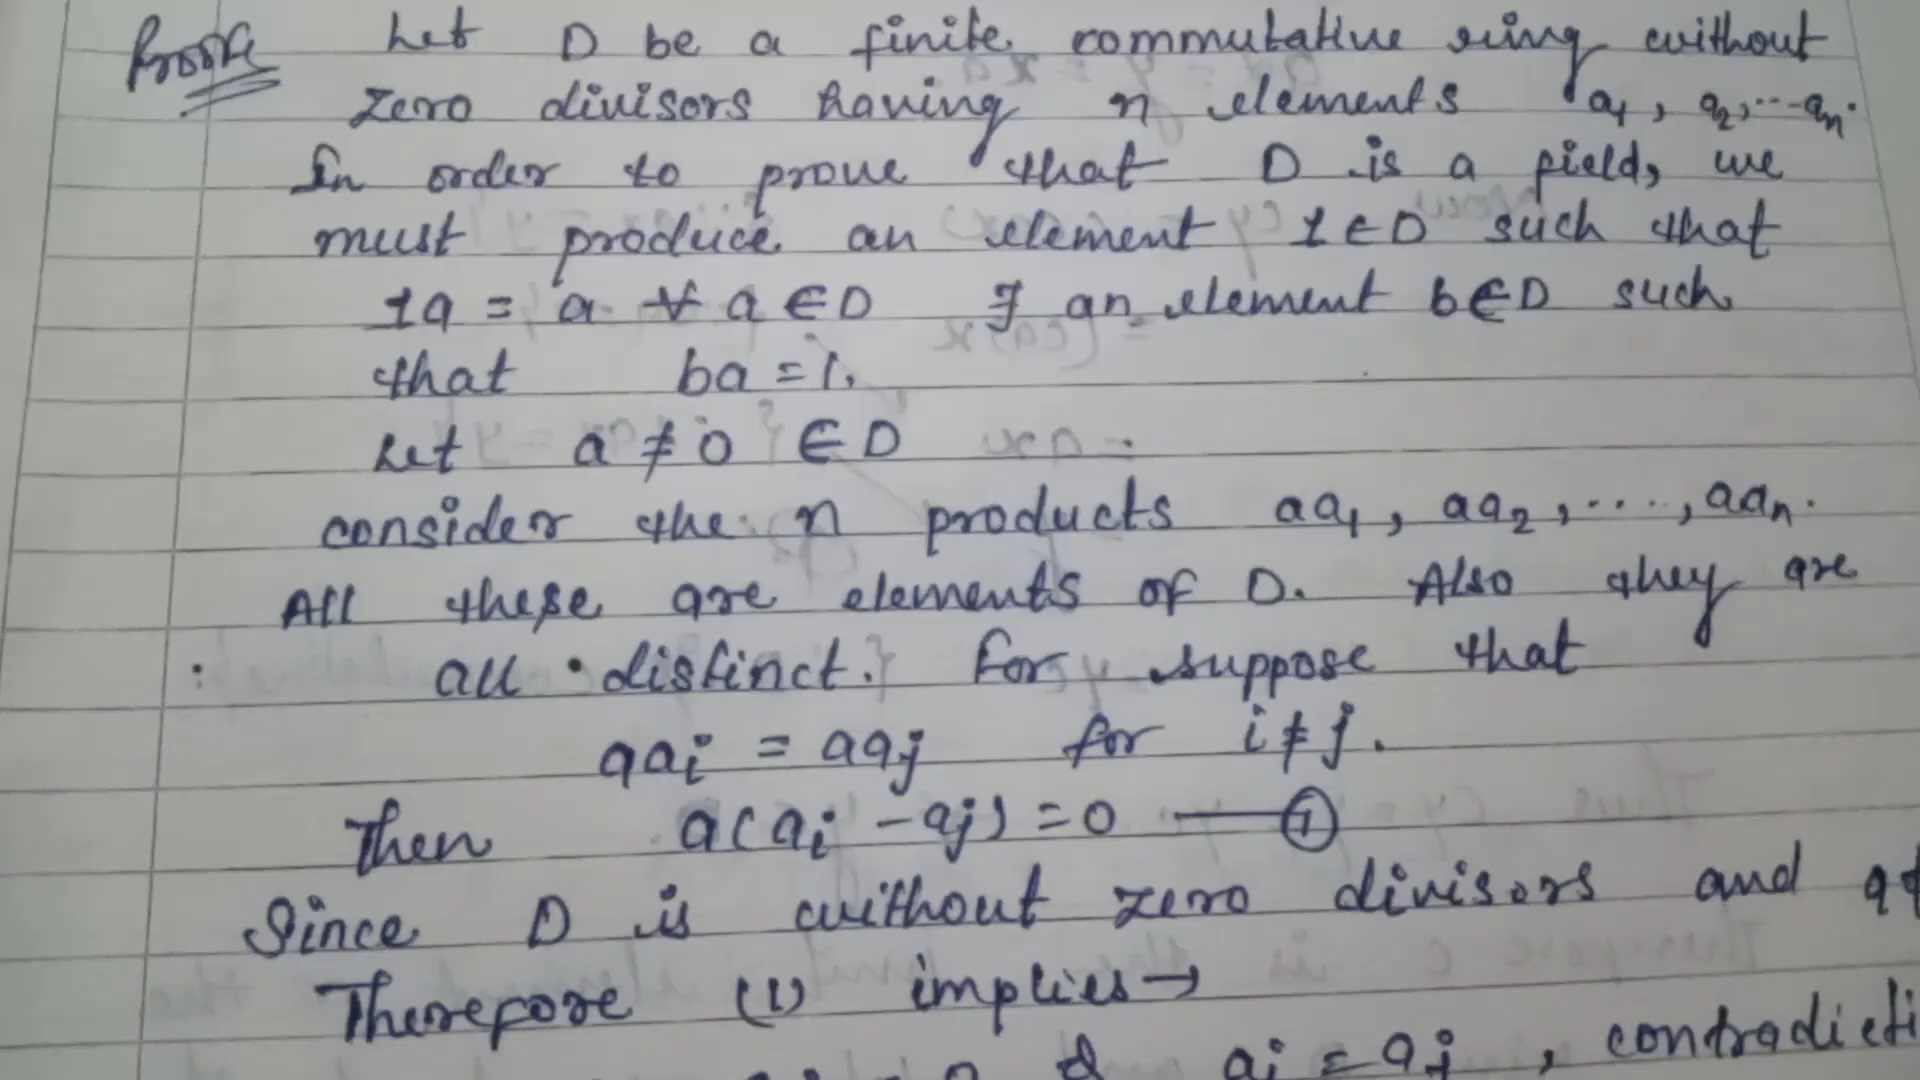 Proof Let D be a finite commutative ring without
zero divisors having n elements a1, a2, ... an.
In order to prove that D is a field, we
must produce an element 1 ∈ D such that
1a = a ∀ a ∈ D ∃ an element b ∈ D such
that ba = 1.
Let a ≠ 0 ∈ D
consider the n products aa1, aa2, ...., aan.
All these are elements of D. Also they are
all distinct. For suppose that
aai = aaj for i ≠ j.
Then a(ai - aj) = 0 —— ①
Since D is without zero divisors and
Therefore (1) implies →
ai = aj ,